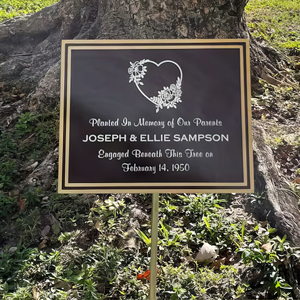 Planted In Memory of Our Parents
JOSEPH & ELLIE SAMPSON
Engaged Beneath This Tree on
February 14, 1950